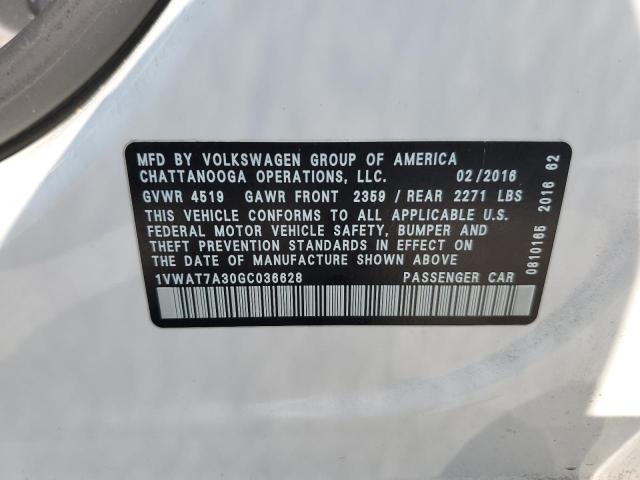 MFD BY VOLKSWAGEN GROUP OF AMERICA
CHATTANOOGA OPERATIONS, LLC. 02/2016
GVWR 4519 GAWR FRONT 2359 / REAR 2271 LBS
THIS VEHICLE CONFORMS TO ALL APPLICABLE U.S.
FEDERAL MOTOR VEHICLE SAFETY, BUMPER AND
THEFT PREVENTION STANDARDS IN EFFECT ON
THE DATE OF MANUFACTURE SHOWN ABOVE
1VWAT7A30GC036628 PASSENGER CAR
0810165 2016 62